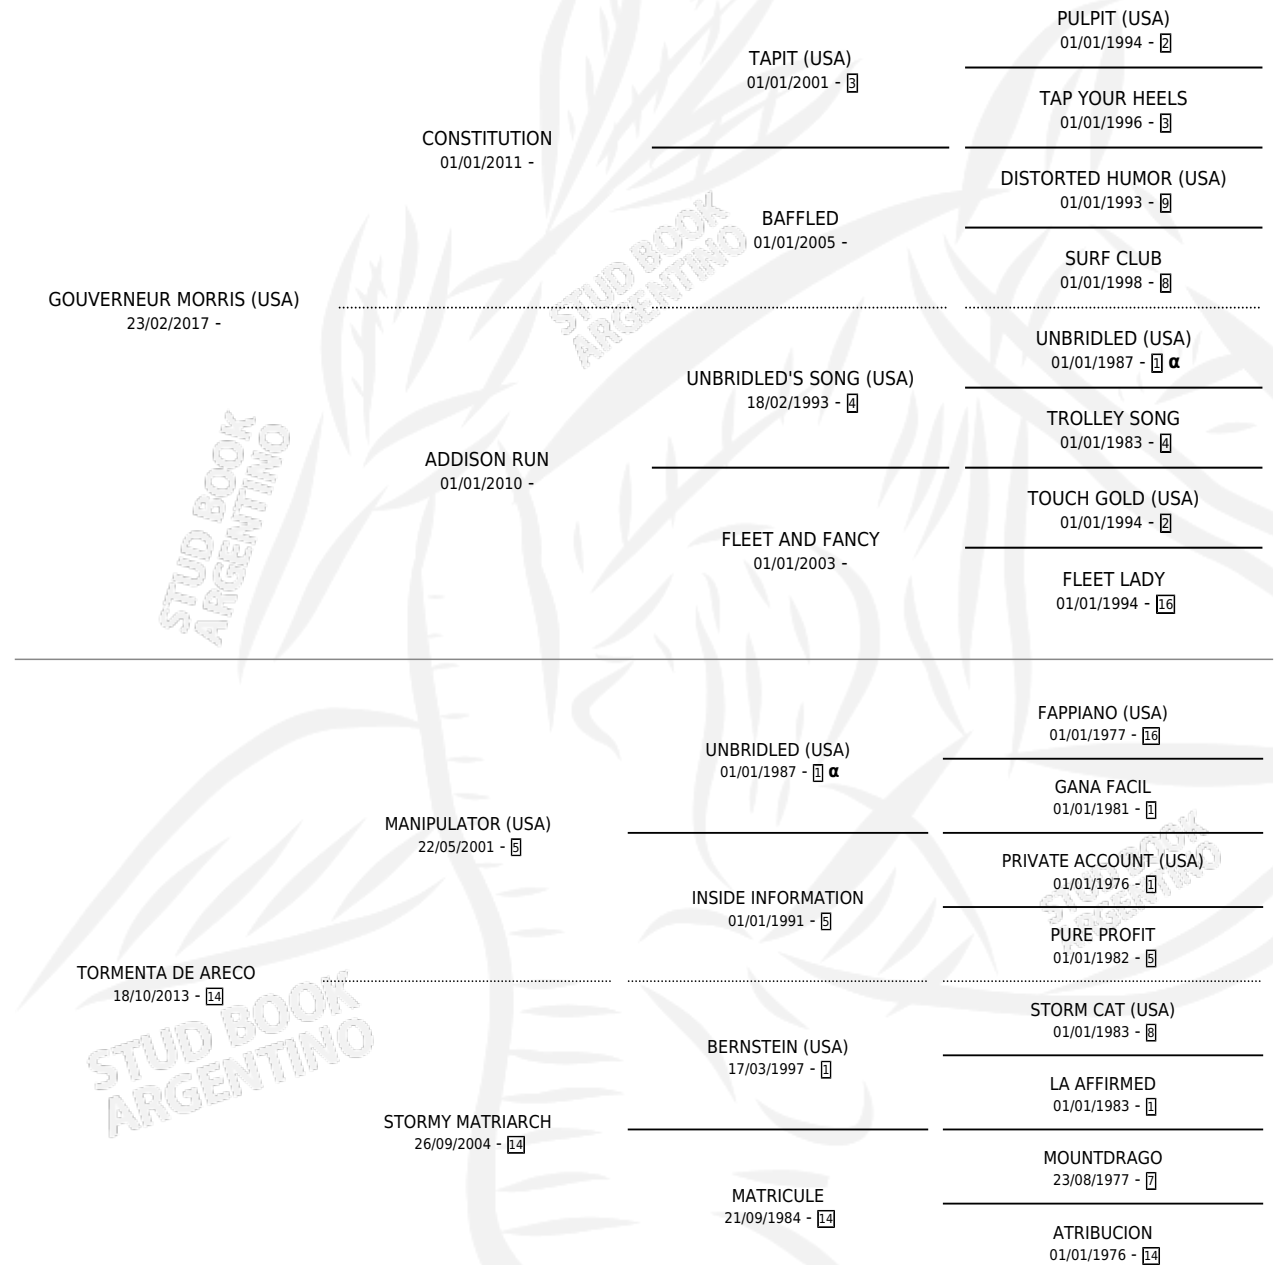 PULPIT (USA)
01/01/1994 - 2
TAPIT (USA)
01/01/2001 - 3
TAP YOUR HEELS
01/01/1996 - 3
CONSTITUTION
01/01/2011 -
DISTORTED HUMOR (USA)
01/01/1993 - 9
BAFFLED
01/01/2005 -
SURF CLUB
01/01/1998 - 8
GOUVERNEUR MORRIS (USA)
23/02/2017 -
UNBRIDLED (USA)
01/01/1987 - 1 α
UNBRIDLED'S SONG (USA)
18/02/1993 - 4
TROLLEY SONG
01/01/1983 - 4
ADDISON RUN
01/01/2010 -
TOUCH GOLD (USA)
01/01/1994 - 2
FLEET AND FANCY
01/01/2003 -
FLEET LADY
01/01/1994 - 16
STUD BOOK
ARGENTINO
STUD BOOK
ARGENTINO
FAPPIANO (USA)
01/01/1977 - 16
UNBRIDLED (USA)
01/01/1987 - 1 α
GANA FACIL
01/01/1981 - 1
MANIPULATOR (USA)
22/05/2001 - 5
PRIVATE ACCOUNT (USA)
01/01/1976 - 1
INSIDE INFORMATION
01/01/1991 - 5
PURE PROFIT
01/01/1982 - 5
TORMENTA DE ARECO
18/10/2013 - 14
STORM CAT (USA)
01/01/1983 - 8
BERNSTEIN (USA)
17/03/1997 - 1
LA AFFIRMED
01/01/1983 - 1
STORMY MATRIARCH
26/09/2004 - 14
MOUNTDRAGO
23/08/1977 - 7
MATRICULE
21/09/1984 - 14
ATRIBUCION
01/01/1976 - 14
STUD BOOK
ARGENTINO
STUD BOOK
ARGENTINO